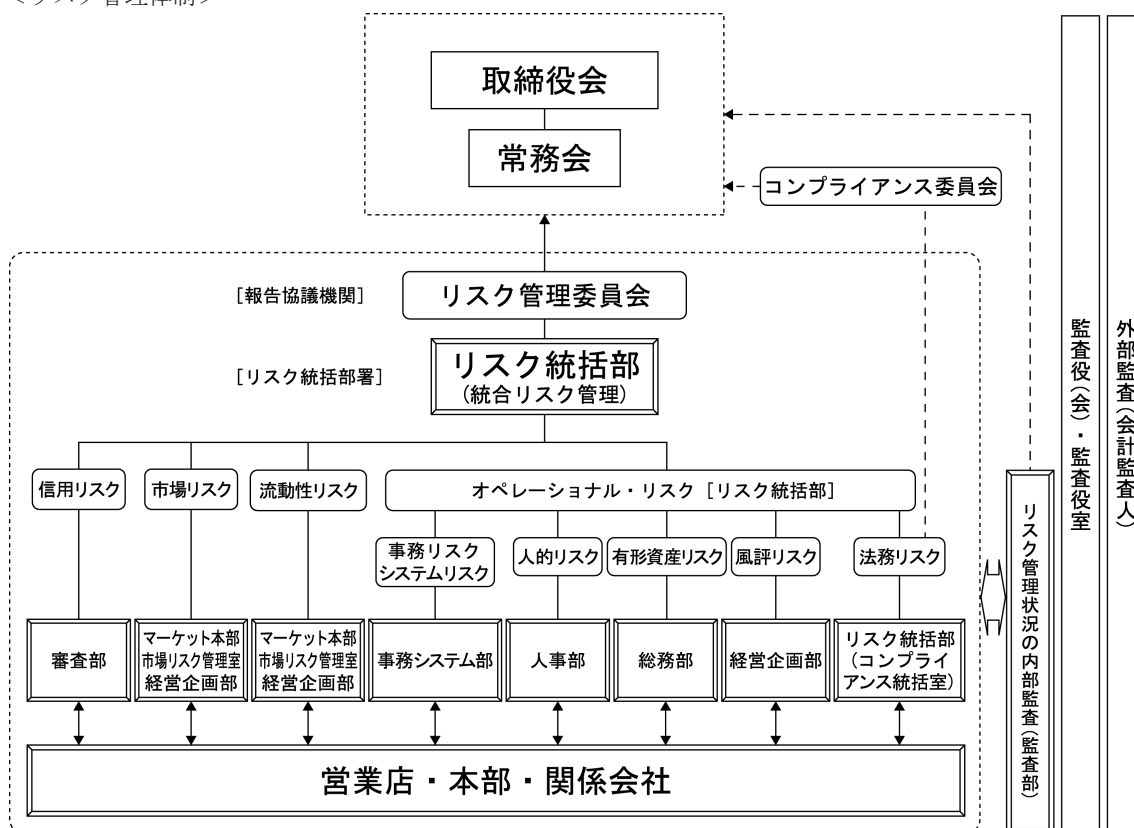 ＜リスク管理体制＞
取締役会
常務会
コンプライアンス委員会
［報告協議機関］
リスク管理委員会
［リスク統括部署］
リスク統括部
（統合リスク管理）
信用リスク
市場リスク
流動性リスク
オペレーショナル・リスク［リスク統括部］
事務リスク
システムリスク
人的リスク
有形資産リスク
風評リスク
法務リスク
審査部
マーケット本部
市場リスク管理室
経営企画部
マーケット本部
市場リスク管理室
経営企画部
事務システム部
人事部
総務部
経営企画部
リスク統括部
（コンプライ
アンス統括室）
営業店・本部・関係会社
リスク管理状況の内部監査（監査部）
監査役（会）・監査役室
外部監査（会計監査人）